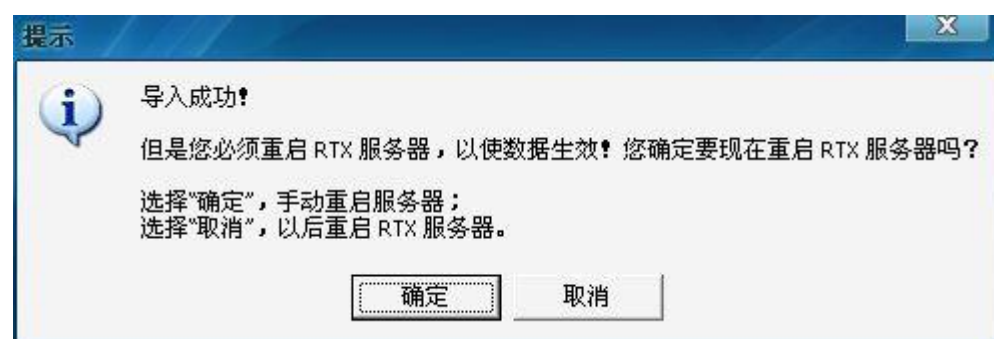 提示
导入成功！
但是您必须重启 RTX 服务器，以使数据生效！您确定要现在重启 RTX 服务器吗？
选择“确定”，手动重启服务器；
选择“取消”，以后重启 RTX 服务器。
确定 取消